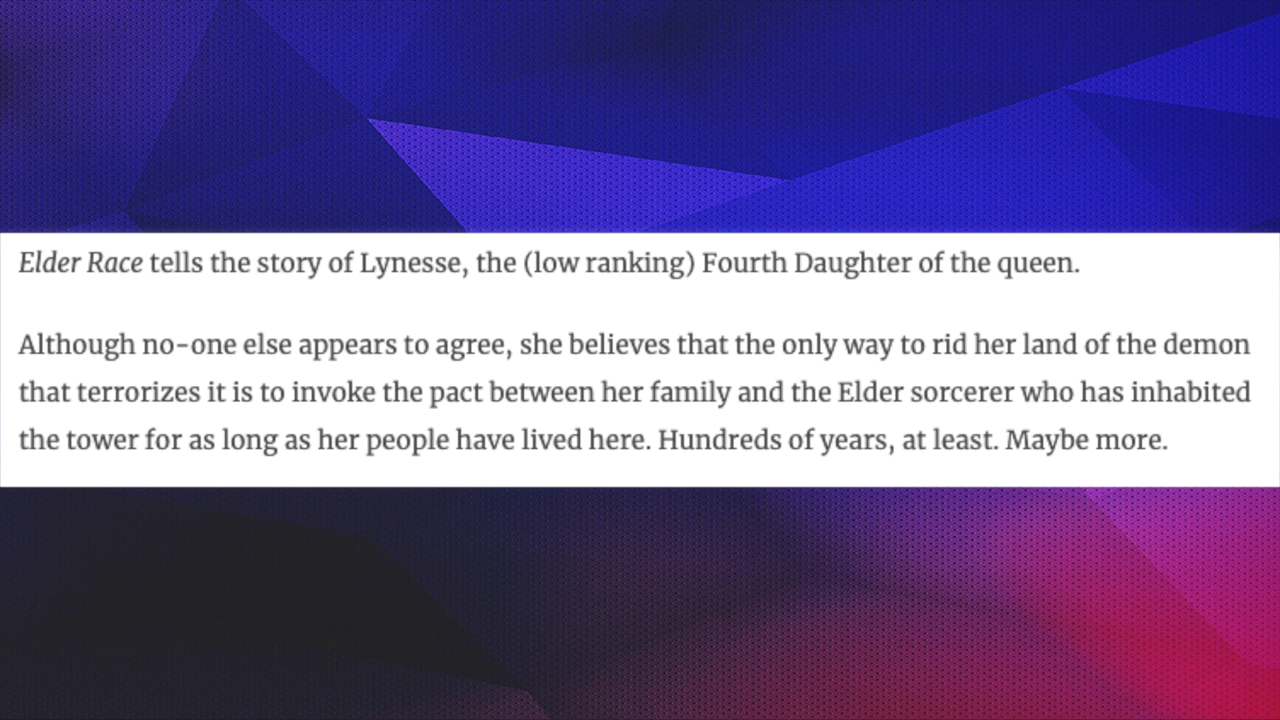 Elder Race tells the story of Lynesse, the (low ranking) Fourth Daughter of the queen.
Although no-one else appears to agree, she believes that the only way to rid her land of the demon
that terrorizes it is to invoke the pact between her family and the Elder sorcerer who has inhabited
the tower for as long as her people have lived here. Hundreds of years, at least. Maybe more.